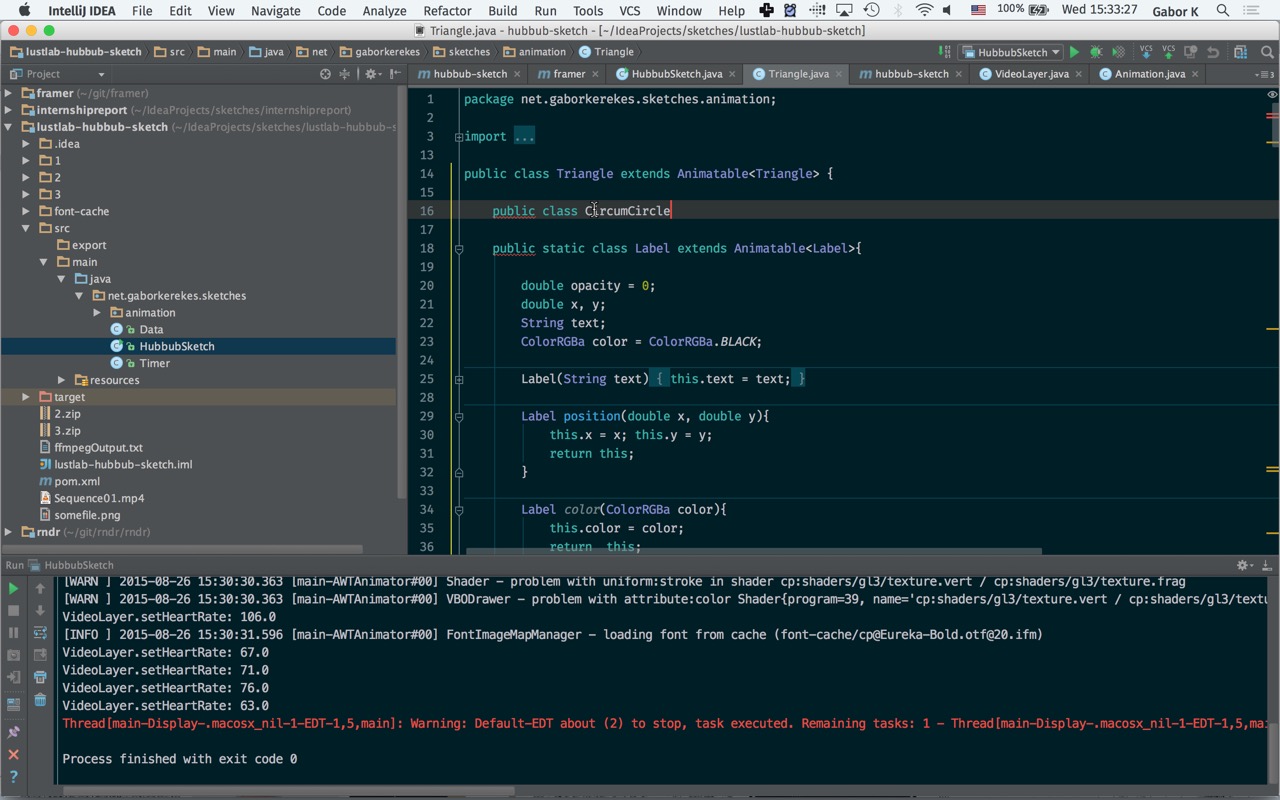 IntelliJ IDEA File Edit View Navigate Code Analyze Refactor Build Run Tools VCS Window Help 100% Wed 15:33:27 Gabor K
Triangle.java - hubbub-sketch - [~/IdeaProjects/sketches/lustlab-hubbub-sketch]
lustlab-hubbub-sketch src main java net gaborkerekes sketches animation Triangle HubbubSketch VCS VCS
Project
hubbub-sketch framer HubbubSketch.java Triangle.java hubbub-sketch VideoLayer.java Animation.java
framer (~/git/framer)
internshipreport (~/IdeaProjects/sketches/internshipreport)
lustlab-hubbub-sketch (~/IdeaProjects/sketches/lustlab-hubbub-s
.idea
1
2
3
font-cache
src
export
main
java
net.gaborkerekes.sketches
animation
Data
HubbubSketch
Timer
resources
target
2.zip
3.zip
ffmpegOutput.txt
lustlab-hubbub-sketch.iml
pom.xml
Sequence01.mp4
somefile.png
rndr (~/git/rndr/rndr)
1 package net.gaborkerekes.sketches.animation;
2
3 import ...
13
14 public class Triangle extends Animatable<Triangle> {
15
16 public class CircumCircle
17
18 public static class Label extends Animatable<Label>{
19
20 double opacity = 0;
21 double x, y;
22 String text;
23 ColorRGBa color = ColorRGBa.BLACK;
24
25 Label(String text) { this.text = text; }
28
29 Label position(double x, double y){
30 this.x = x; this.y = y;
31 return this;
32 }
33
34 Label color(ColorRGBa color){
35 this.color = color;
36 return this;
Run HubbubSketch
[WARN ] 2015-08-26 15:30:30.363 [main-AWTAnimator#00] Shader - problem with uniform:stroke in shader cp:shaders/gl3/texture.vert / cp:shaders/gl3/texture.frag
[WARN ] 2015-08-26 15:30:30.363 [main-AWTAnimator#00] VBODrawer - problem with attribute:color Shader{program=39, name='cp:shaders/gl3/texture.vert / cp:shaders/gl3/textu
VideoLayer.setHeartRate: 106.0
[INFO ] 2015-08-26 15:30:31.596 [main-AWTAnimator#00] FontImageMapManager - loading font from cache (font-cache/cp@Eureka-Bold.otf@20.ifm)
VideoLayer.setHeartRate: 67.0
VideoLayer.setHeartRate: 71.0
VideoLayer.setHeartRate: 76.0
VideoLayer.setHeartRate: 63.0
Thread[main-Display-.macosx_nil-1-EDT-1,5,main]: Warning: Default-EDT about (2) to stop, task executed. Remaining tasks: 1 - Thread[main-Display-.macosx_nil-1-EDT-1,5,mai
Process finished with exit code 0